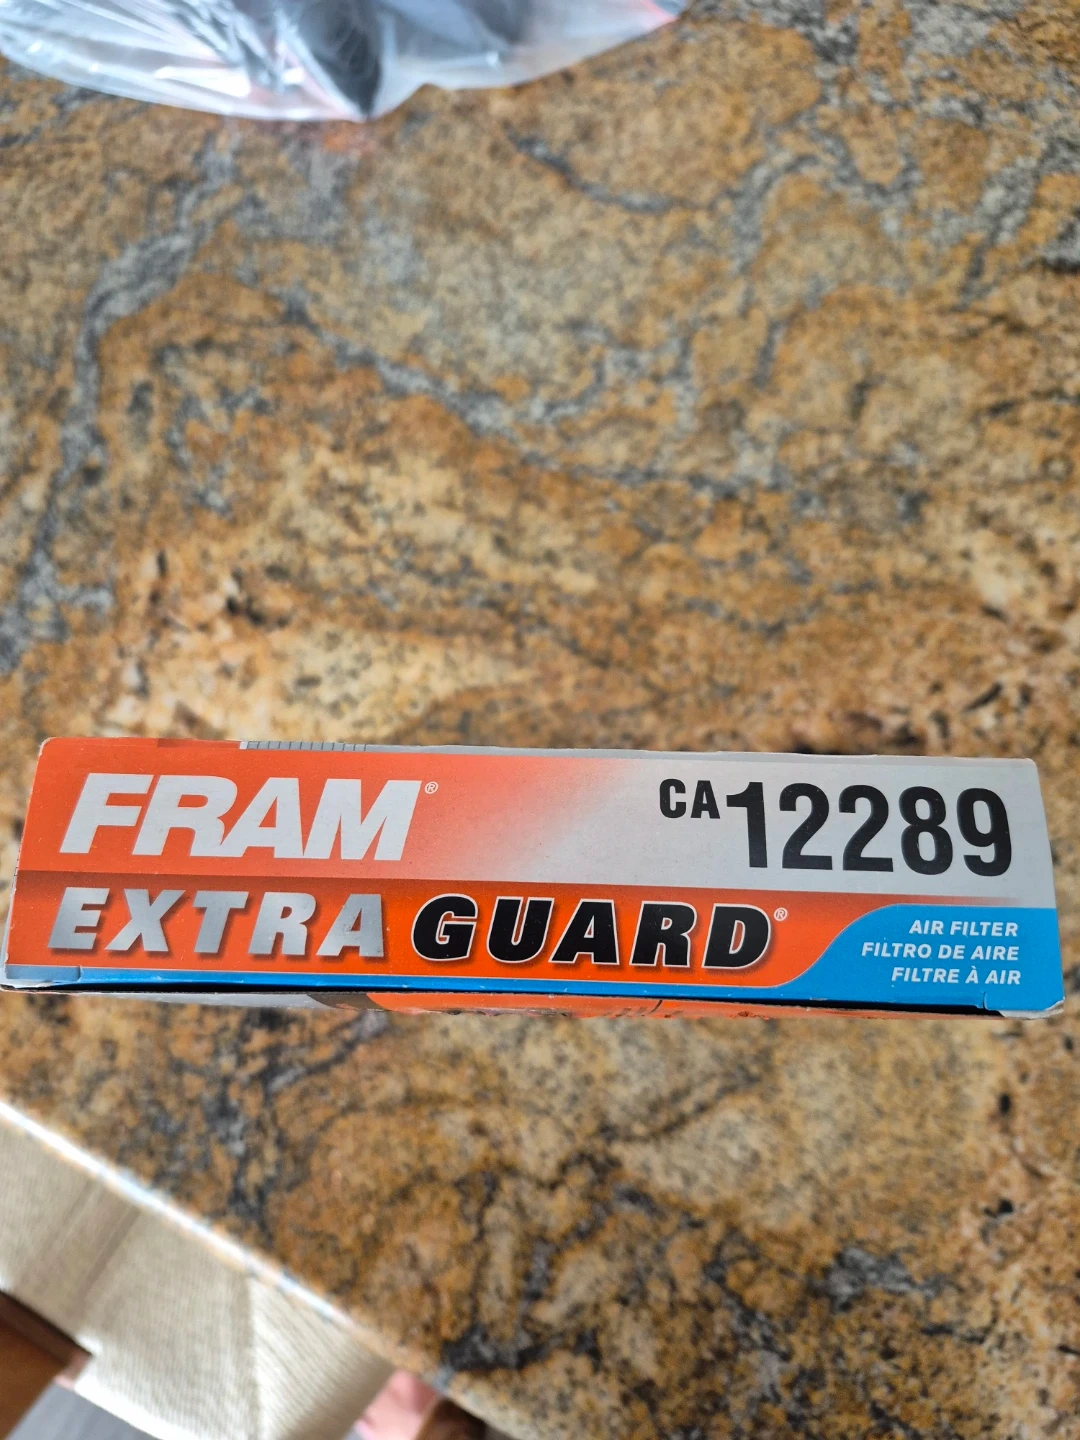 FRAM®
CA12289
EXTRA GUARD®
AIR FILTER
FILTRO DE AIRE
FILTRE À AIR